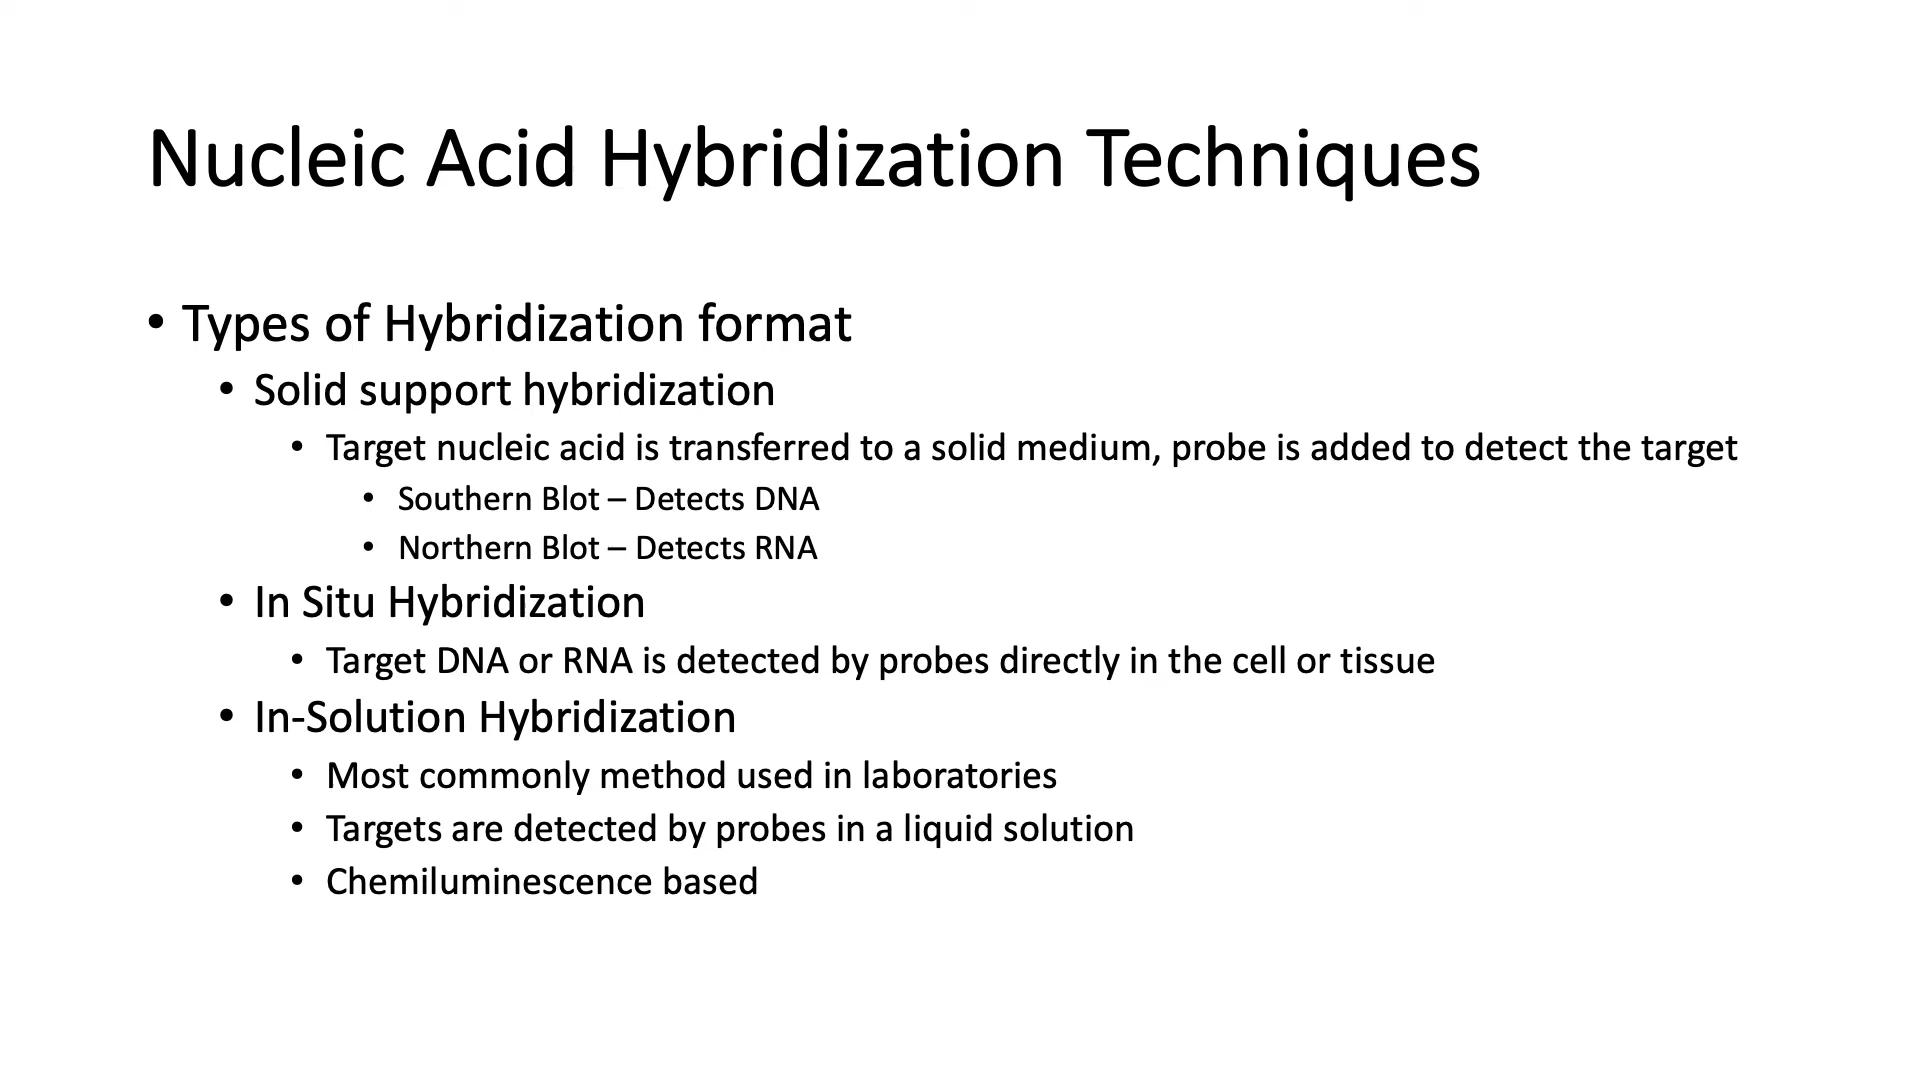 Nucleic Acid Hybridization Techniques
• Types of Hybridization format
• Solid support hybridization
• Target nucleic acid is transferred to a solid medium, probe is added to detect the target
• Southern Blot – Detects DNA
• Northern Blot – Detects RNA
• In Situ Hybridization
• Target DNA or RNA is detected by probes directly in the cell or tissue
• In-Solution Hybridization
• Most commonly method used in laboratories
• Targets are detected by probes in a liquid solution
• Chemiluminescence based